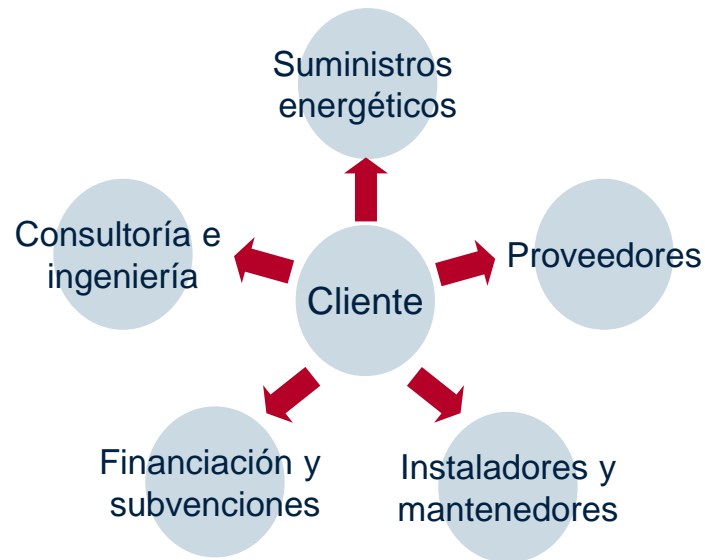 Suministros
energéticos
Consultoría e
ingeniería
Proveedores
Cliente
Financiación y
subvenciones
Instaladores y
mantenedores